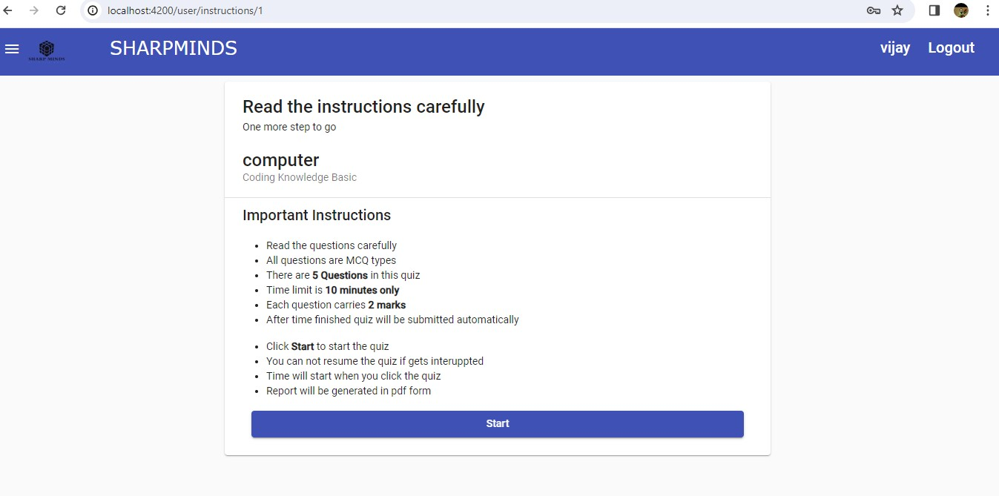 localhost:4200/user/instructions/1
SHARP MINDS
SHARPMINDS
vijay
Logout
Read the instructions carefully
One more step to go
computer
Coding Knowledge Basic
Important Instructions
Read the questions carefully
All questions are MCQ types
There are 5 Questions in this quiz
Time limit is 10 minutes only
Each question carries 2 marks
After time finished quiz will be submitted automatically
Click Start to start the quiz
You can not resume the quiz if gets interuppted
Time will start when you click the quiz
Report will be generated in pdf form
Start